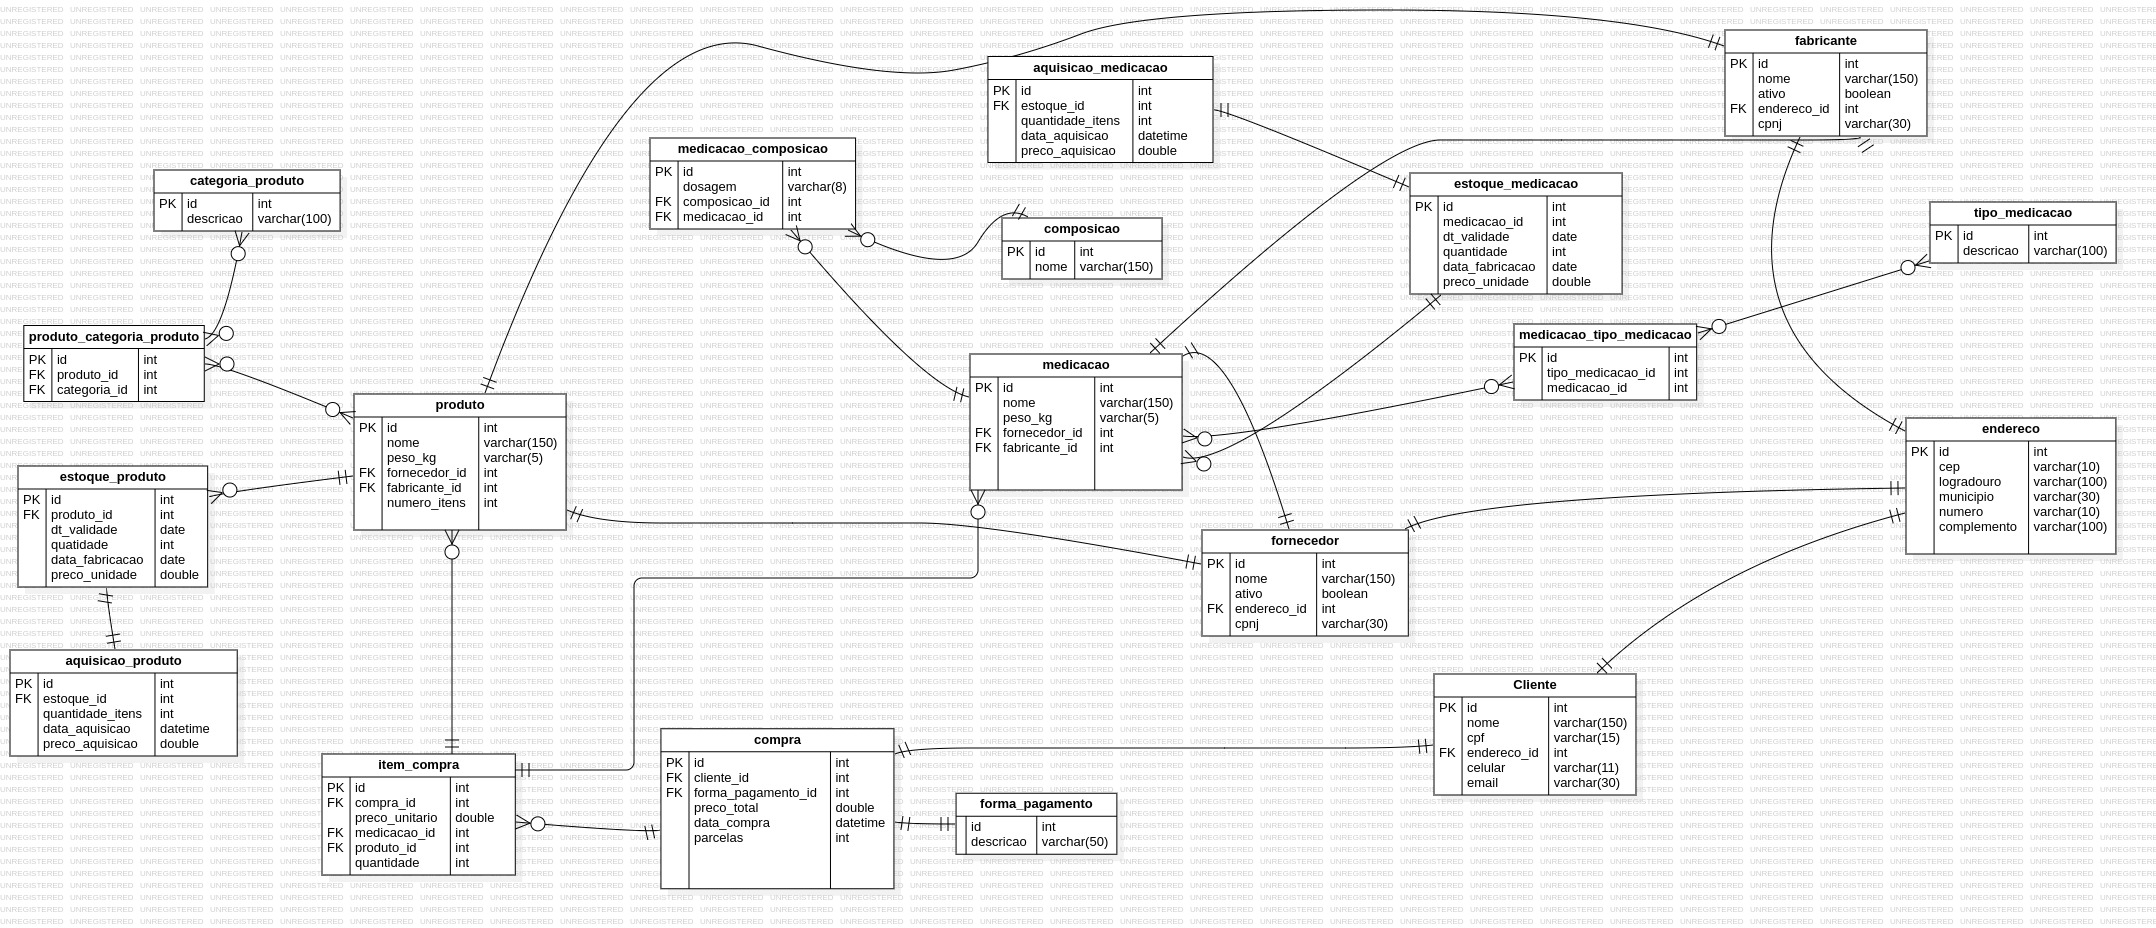 fabricante
PK id int
nome varchar(150)
ativo boolean
FK endereco_id int
cpnj varchar(30)
aquisicao_medicacao
PK id int
FK estoque_id int
quantidade_itens int
data_aquisicao datetime
preco_aquisicao double
medicacao_composicao
PK id int
dosagem varchar(8)
FK composicao_id int
FK medicacao_id int
categoria_produto
PK id int
descricao varchar(100)
estoque_medicacao
PK id int
medicacao_id int
dt_validade date
quantidade int
data_fabricacao date
preco_unidade double
tipo_medicacao
PK id int
descricao varchar(100)
composicao
PK id int
nome varchar(150)
produto_categoria_produto
PK id int
FK produto_id int
FK categoria_id int
medicacao_tipo_medicacao
PK id int
tipo_medicacao_id int
medicacao_id int
medicacao
PK id int
nome varchar(150)
peso_kg varchar(5)
FK fornecedor_id int
FK fabricante_id int
produto
PK id int
nome varchar(150)
peso_kg varchar(5)
FK fornecedor_id int
FK fabricante_id int
numero_itens int
endereco
PK id int
cep varchar(10)
logradouro varchar(100)
municipio varchar(30)
numero varchar(10)
complemento varchar(100)
estoque_produto
PK id int
FK produto_id int
dt_validade date
quatidade int
data_fabricacao date
preco_unidade double
fornecedor
PK id int
nome varchar(150)
ativo boolean
FK endereco_id int
cpnj varchar(30)
aquisicao_produto
PK id int
FK estoque_id int
quantidade_itens int
data_aquisicao datetime
preco_aquisicao double
Cliente
PK id int
nome varchar(150)
cpf varchar(15)
FK endereco_id int
celular varchar(11)
email varchar(30)
compra
PK id int
FK cliente_id int
FK forma_pagamento_id int
preco_total double
data_compra datetime
parcelas int
item_compra
PK id int
FK compra_id int
preco_unitario double
FK medicacao_id int
FK produto_id int
quantidade int
forma_pagamento
id int
descricao varchar(50)
UNREGISTERED